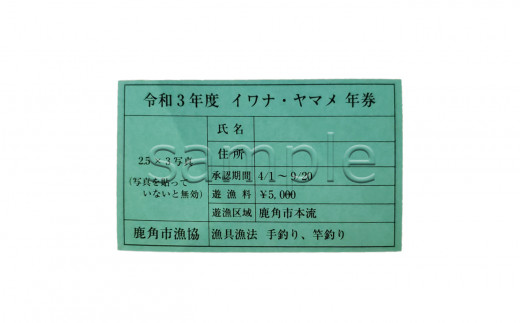 令和3年度 イワナ・ヤマメ 年券
氏名
住所
2.5×3写真
(写真を貼って
いないと無効)
承認期間 4/1～9/20
遊漁料 ¥5,000
遊漁区域 鹿角市本流
鹿角市漁協 漁具漁法 手釣り、竿釣り
sample